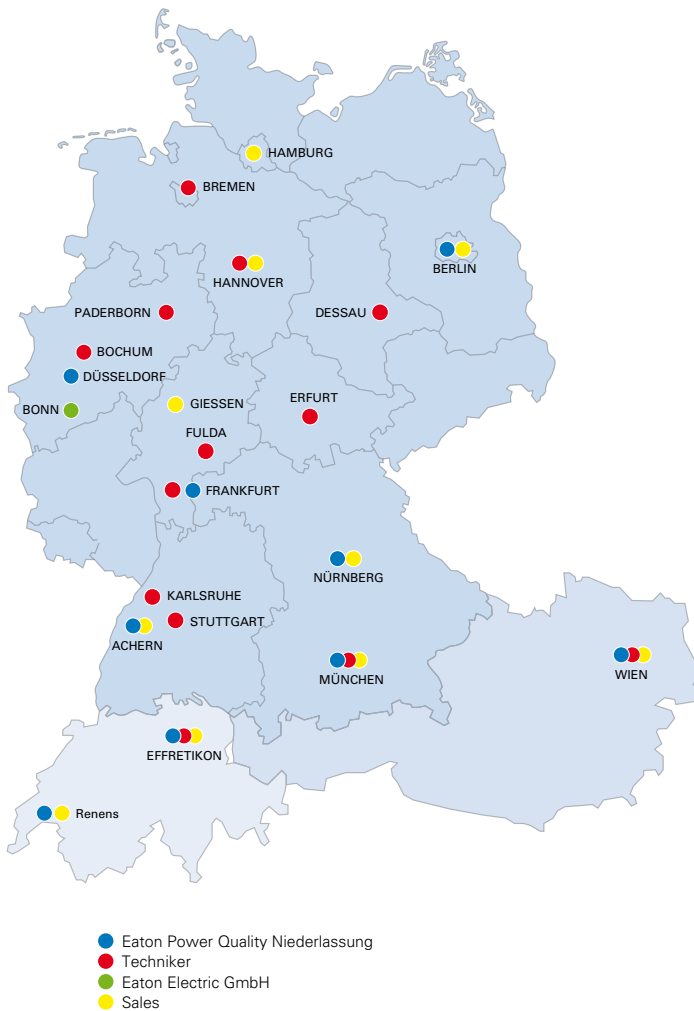 HAMBURG
BREMEN
BERLIN
HANNOVER
PADERBORN
DESSAU
BOCHUM
DÜSSELDORF
BONN
GIESSEN
ERFURT
FULDA
FRANKFURT
NÜRNBERG
KARLSRUHE
STUTTGART
ACHERN
MÜNCHEN
WIEN
EFFRETIKON
Renens
Eaton Power Quality Niederlassung
Techniker
Eaton Electric GmbH
Sales